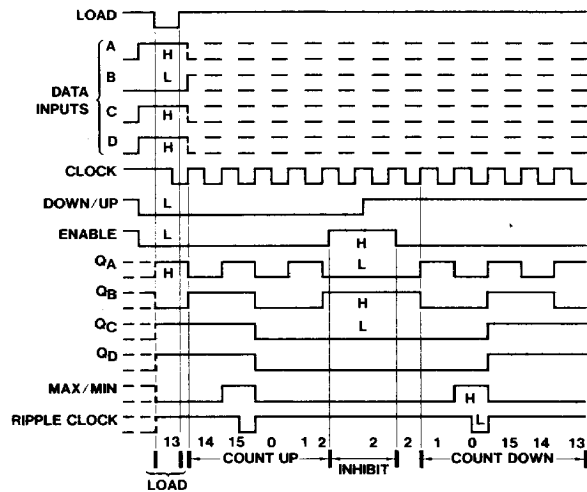 LOAD
A
H
B
L
DATA
INPUTS
C
H
D
H
CLOCK
DOWN/UP
L
ENABLE
L
H
QA
H
L
QB
H
QC
L
QD
MAX/MIN
H
RIPPLE CLOCK
L
13 14 15 0 1 2 2 2 1 0 15 14 13
COUNT UP
INHIBIT
COUNT DOWN
LOAD